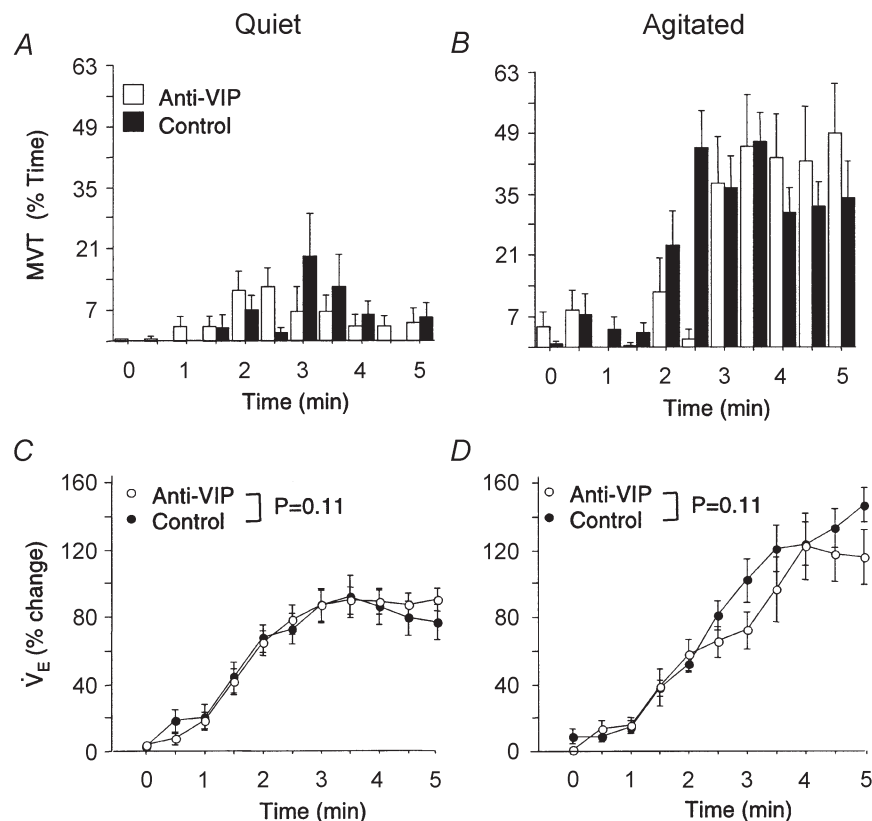 Quiet
Agitated
A
B
63
49
35
21
7
MVT (% Time)
Anti-VIP
Control
0 1 2 3 4 5
Time (min)
63
49
35
21
7
0 1 2 3 4 5
Time (min)
C
D
160
120
80
40
0
V̇E (% change)
Anti-VIP
Control
P=0.11
0 1 2 3 4 5
Time (min)
160
120
80
40
0
Anti-VIP
Control
P=0.11
0 1 2 3 4 5
Time (min)